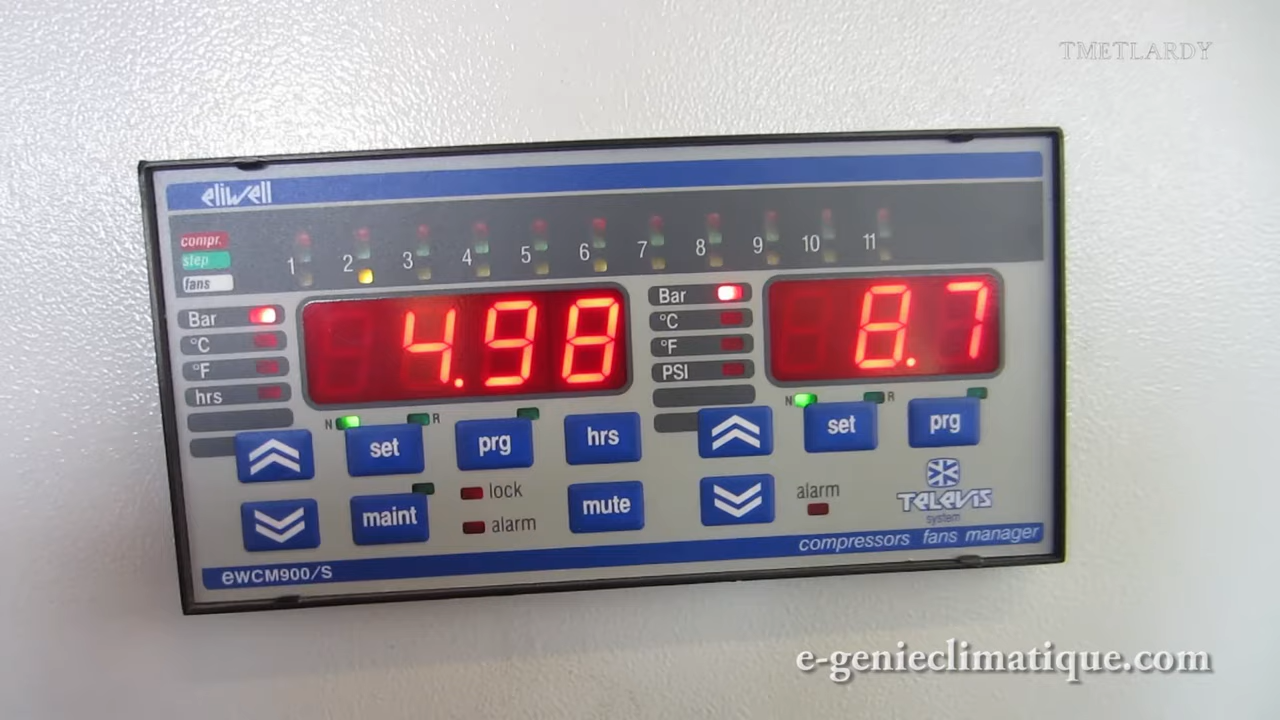 TMETLARDY
eliwell
compr.
step
fans
1 2 3 4 5 6 7 8 9 10 11
Bar
°C
°F
hrs
4.98
Bar
°C
°F
PSI
8.7
N R
set
prg
hrs
N R
set
prg
maint
lock
alarm
mute
alarm
TELEVIS
system
compressors fans manager
eWCM900/S
e-genieclimatique.com